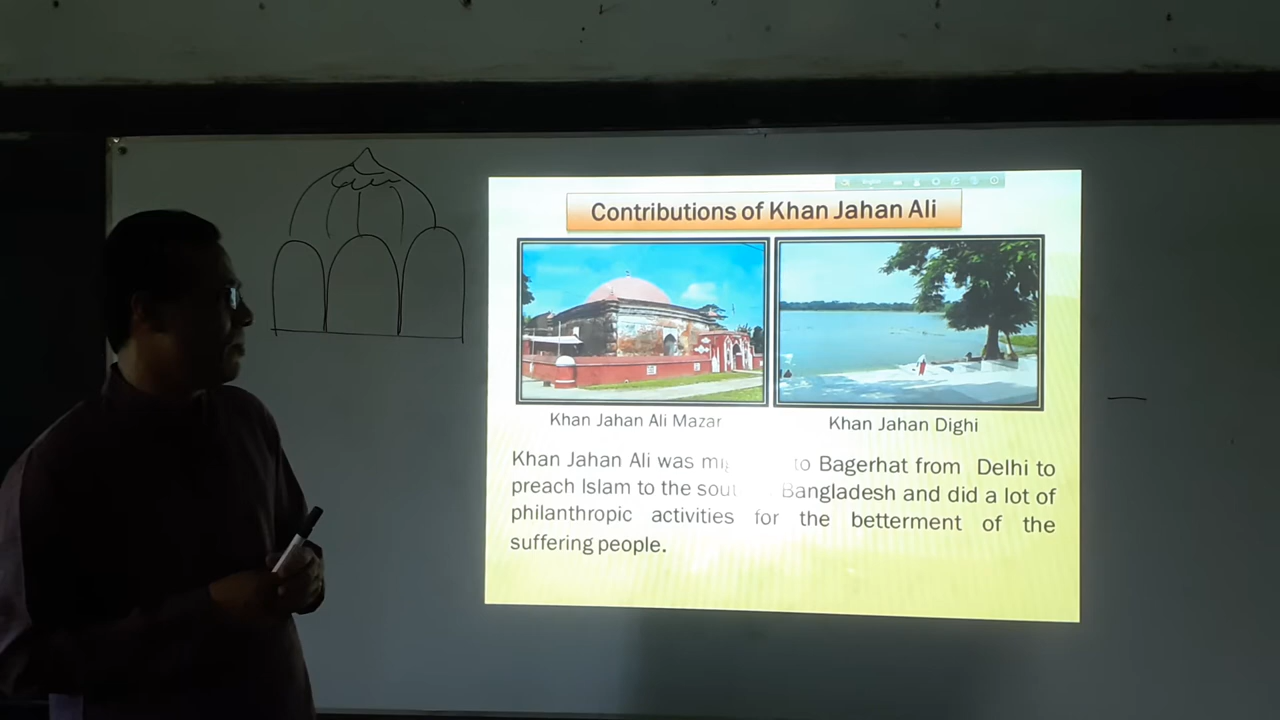 Contributions of Khan Jahan Ali
Khan Jahan Ali Mazar
Khan Jahan Dighi
Khan Jahan Ali was to Bagerhat from Delhi to
preach Islam to the Bangladesh and did a lot of
philanthropic activities for the betterment of the
suffering people.